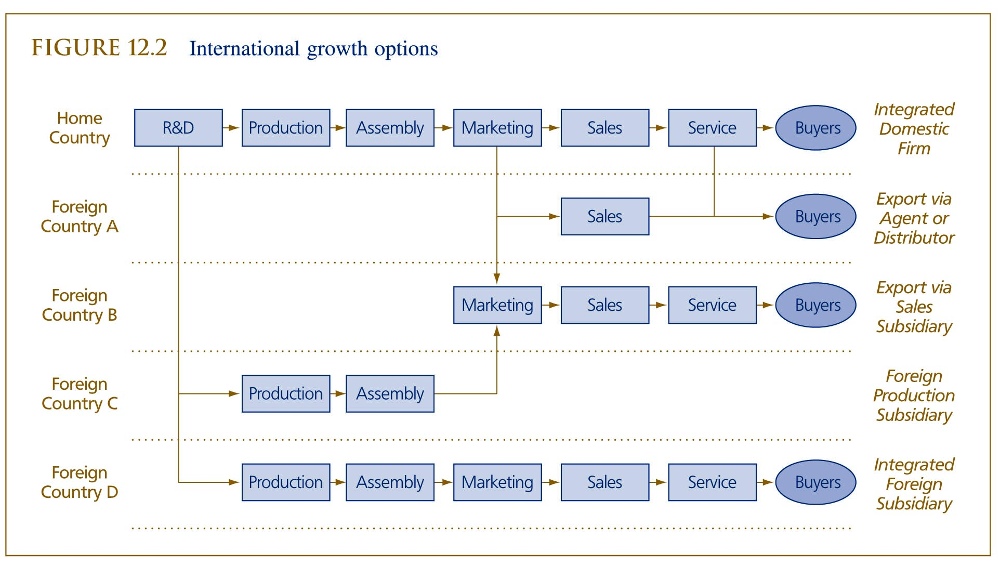 FIGURE 12.2 International growth options
Home
Country
R&D
Production
Assembly
Marketing
Sales
Service
Buyers
Integrated
Domestic
Firm
Foreign
Country A
Sales
Buyers
Export via
Agent or
Distributor
Foreign
Country B
Marketing
Sales
Service
Buyers
Export via
Sales
Subsidiary
Foreign
Country C
Production
Assembly
Foreign
Production
Subsidiary
Foreign
Country D
Production
Assembly
Marketing
Sales
Service
Buyers
Integrated
Foreign
Subsidiary